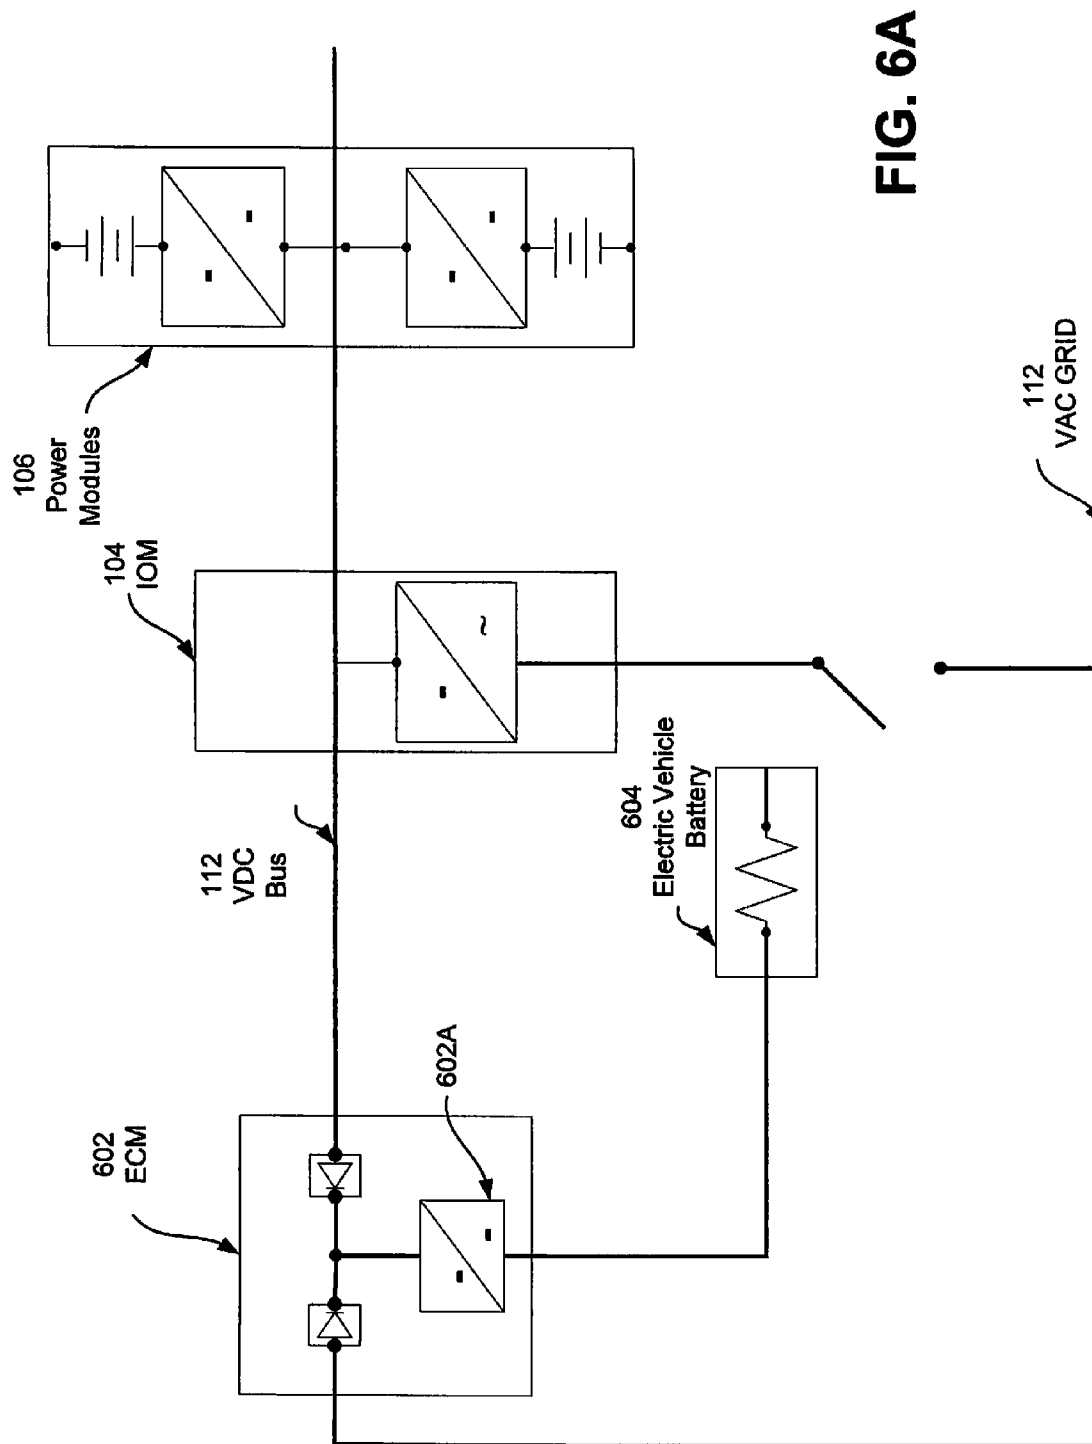 602
ECM
602A
112
VDC
Bus
104
IOM
106
Power
Modules
604
Electric Vehicle
Battery
~
112
VAC GRID
FIG. 6A